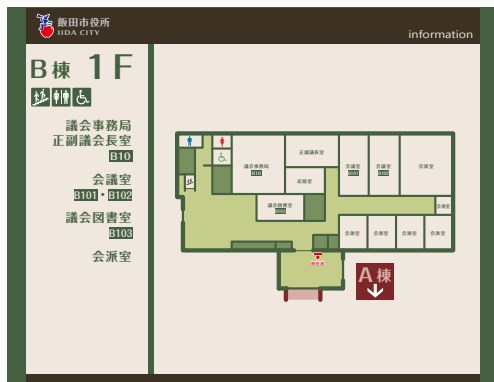 飯田市役所
IIDA CITY
information
B棟 1F
議会事務局
正副議会長室
B10
会議室
B101・B102
議会図書室
B103
会派室
正副議長室
議会事務局
B10
会議室
会議室
会派室
応接室
議会図書室
会派室
会派室
会派室
会派室
会派室
現在地
A棟